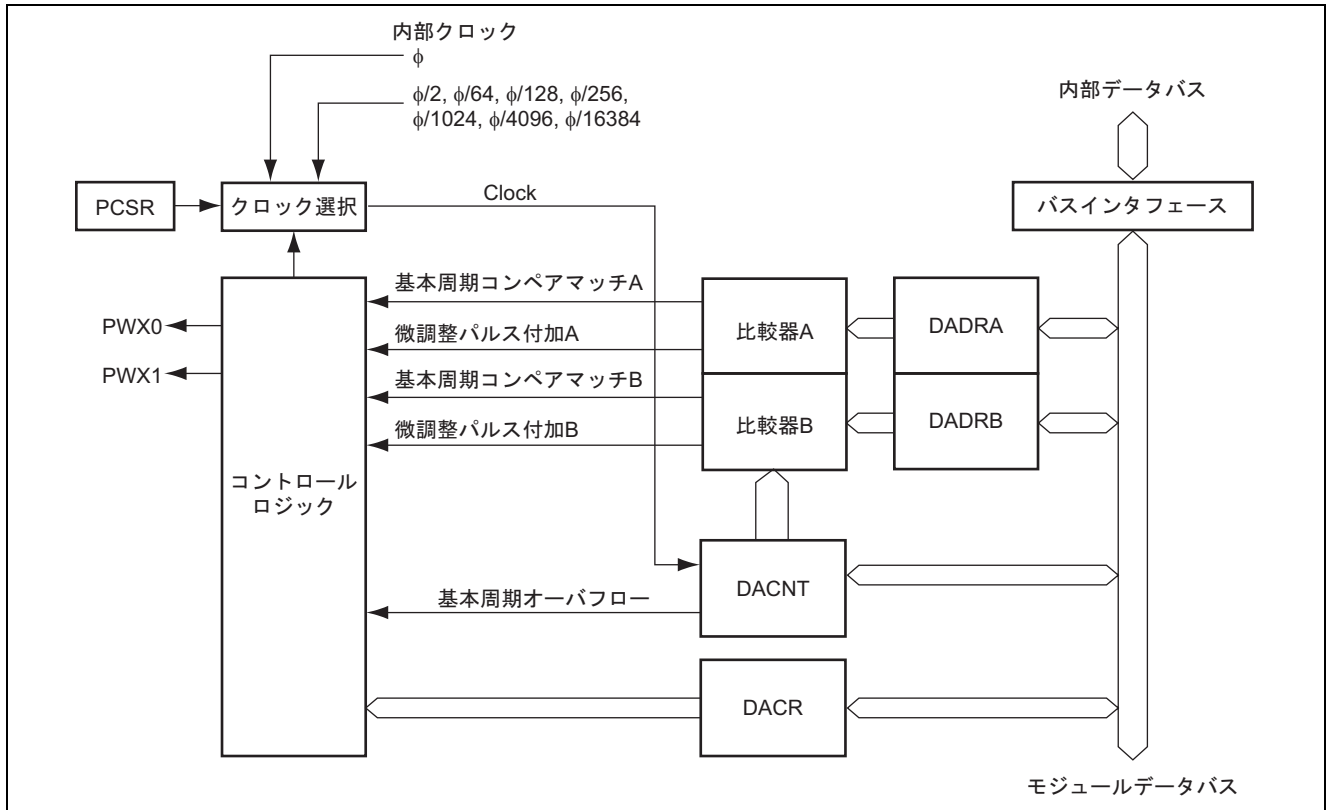 内部クロック
φ
φ/2, φ/64, φ/128, φ/256,
φ/1024, φ/4096, φ/16384
内部データバス
PCSR
クロック選択
Clock
バスインタフェース
基本周期コンペアマッチA
微調整パルス付加A
基本周期コンペアマッチB
微調整パルス付加B
比較器A
DADRA
比較器B
DADRB
PWX0
PWX1
コントロール
ロジック
DACNT
基本周期オーバフロー
DACR
モジュールデータバス